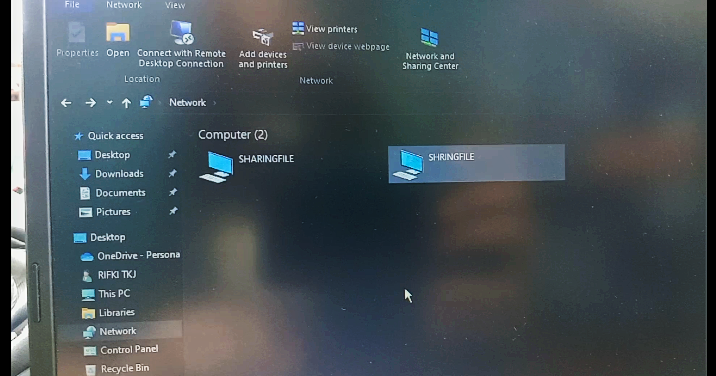 File Network View
Properties Open Connect with Remote Desktop Connection Add devices and printers View printers
View device webpage
Network and Sharing Center
Location Network
Network
Quick access
Desktop
Downloads
Documents
Pictures
Desktop
OneDrive - Persona
RIFKI TKJ
This PC
Libraries
Network
Control Panel
Recycle Bin
Computer (2)
SHARINGFILE
SHRINGFILE